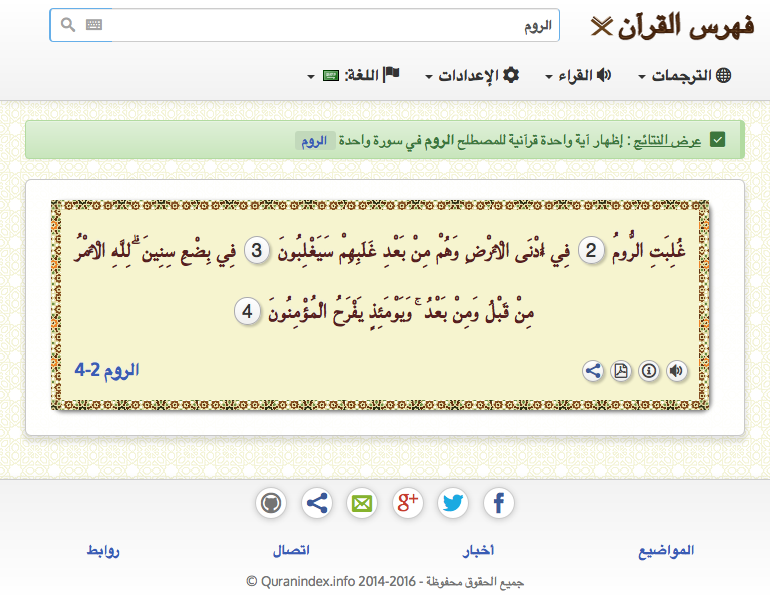 فهرس القرآن
الروم
الترجمات
القراء
الإعدادات
اللغة:
عرض النتائج : إظهار آية واحدة قرآنية للمصطلح الروم في سورة واحدة الروم
غُلِبَتِ الرُّومُ 2 فِي أَدْنَى الْأَرْضِ وَهُمْ مِنْ بَعْدِ غَلَبِهِمْ سَيَغْلِبُونَ 3 فِي بِضْعِ سِنِينَ ۗ لِلَّهِ الْأَمْرُ
مِنْ قَبْلُ وَمِنْ بَعْدُ ۚ وَيَوْمَئِذٍ يَفْرَحُ الْمُؤْمِنُونَ 4
الروم 2-4
المواضيع
أخبار
اتصال
روابط
جميع الحقوق محفوظة - Quranindex.info 2014-2016 ©